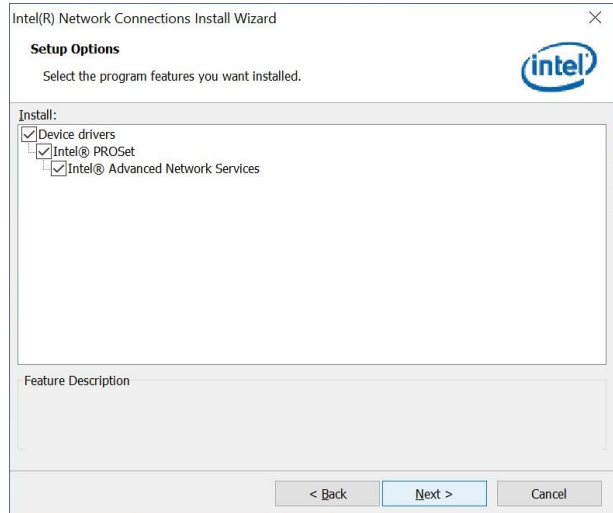 Intel(R) Network Connections Install Wizard
Setup Options
Select the program features you want installed.
intel
Install:
Device drivers
Intel® PROSet
Intel® Advanced Network Services
Feature Description
< Back
Next >
Cancel